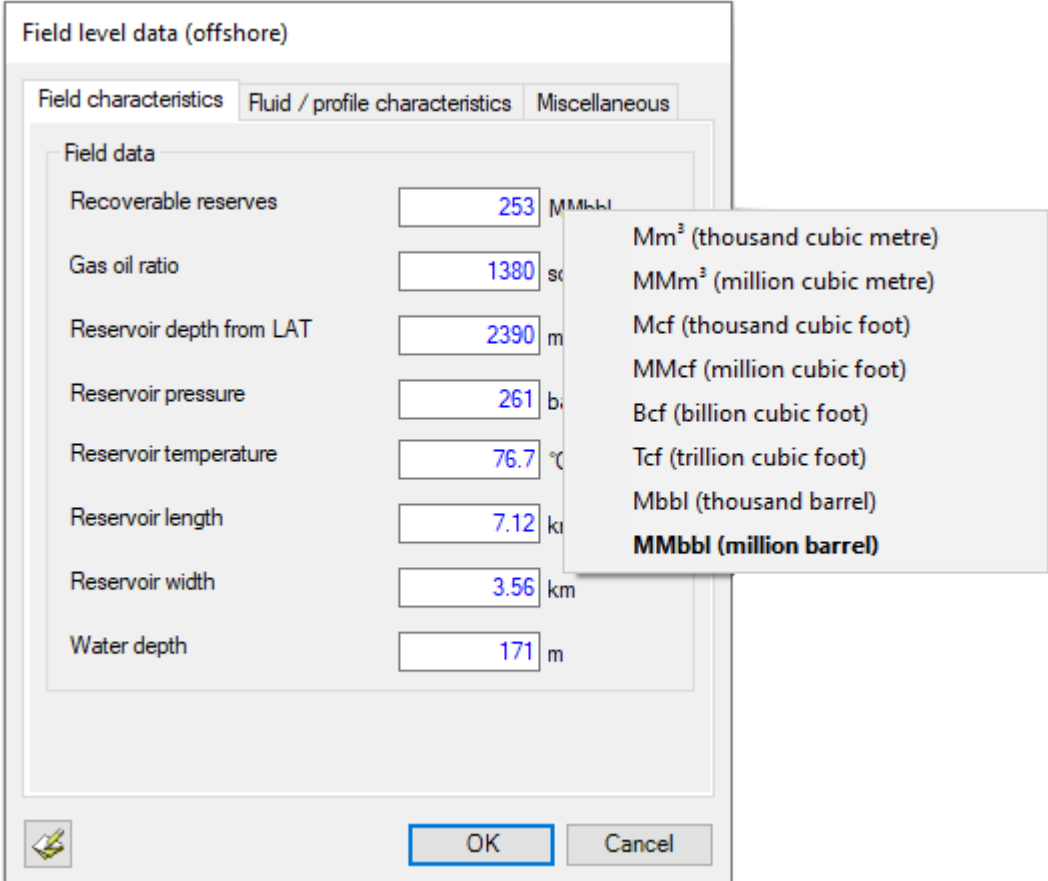 Field level data (offshore)
Field characteristics Fluid / profile characteristics Miscellaneous
Field data
Recoverable reserves 253 MMbbl
Gas oil ratio 1380
Reservoir depth from LAT 2390 m
Reservoir pressure 261
Reservoir temperature 76.7
Reservoir length 7.12
Reservoir width 3.56 km
Water depth 171 m
Mm³ (thousand cubic metre)
MMm³ (million cubic metre)
Mcf (thousand cubic foot)
MMcf (million cubic foot)
Bcf (billion cubic foot)
Tcf (trillion cubic foot)
Mbbl (thousand barrel)
MMbbl (million barrel)
OK Cancel